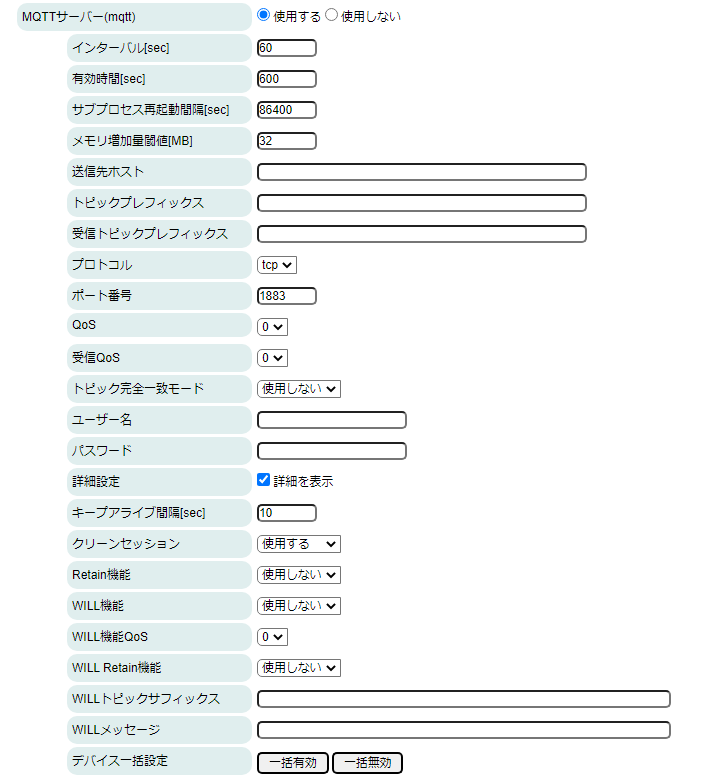 MQTTサーバー(mqtt) 使用する 使用しない
インターバル[sec] 60
有効時間[sec] 600
サブプロセス再起動間隔[sec] 86400
メモリ増加量閾値[MB] 32
送信先ホスト
トピックプレフィックス
受信トピックプレフィックス
プロトコル tcp
ポート番号 1883
QoS 0
受信QoS 0
トピック完全一致モード 使用しない
ユーザー名
パスワード
詳細設定 詳細を表示
キープアライブ間隔[sec] 10
クリーンセッション 使用する
Retain機能 使用しない
WILL機能 使用しない
WILL機能QoS 0
WILL Retain機能 使用しない
WILLトピックサフィックス
WILLメッセージ
デバイス一括設定 一括有効 一括無効